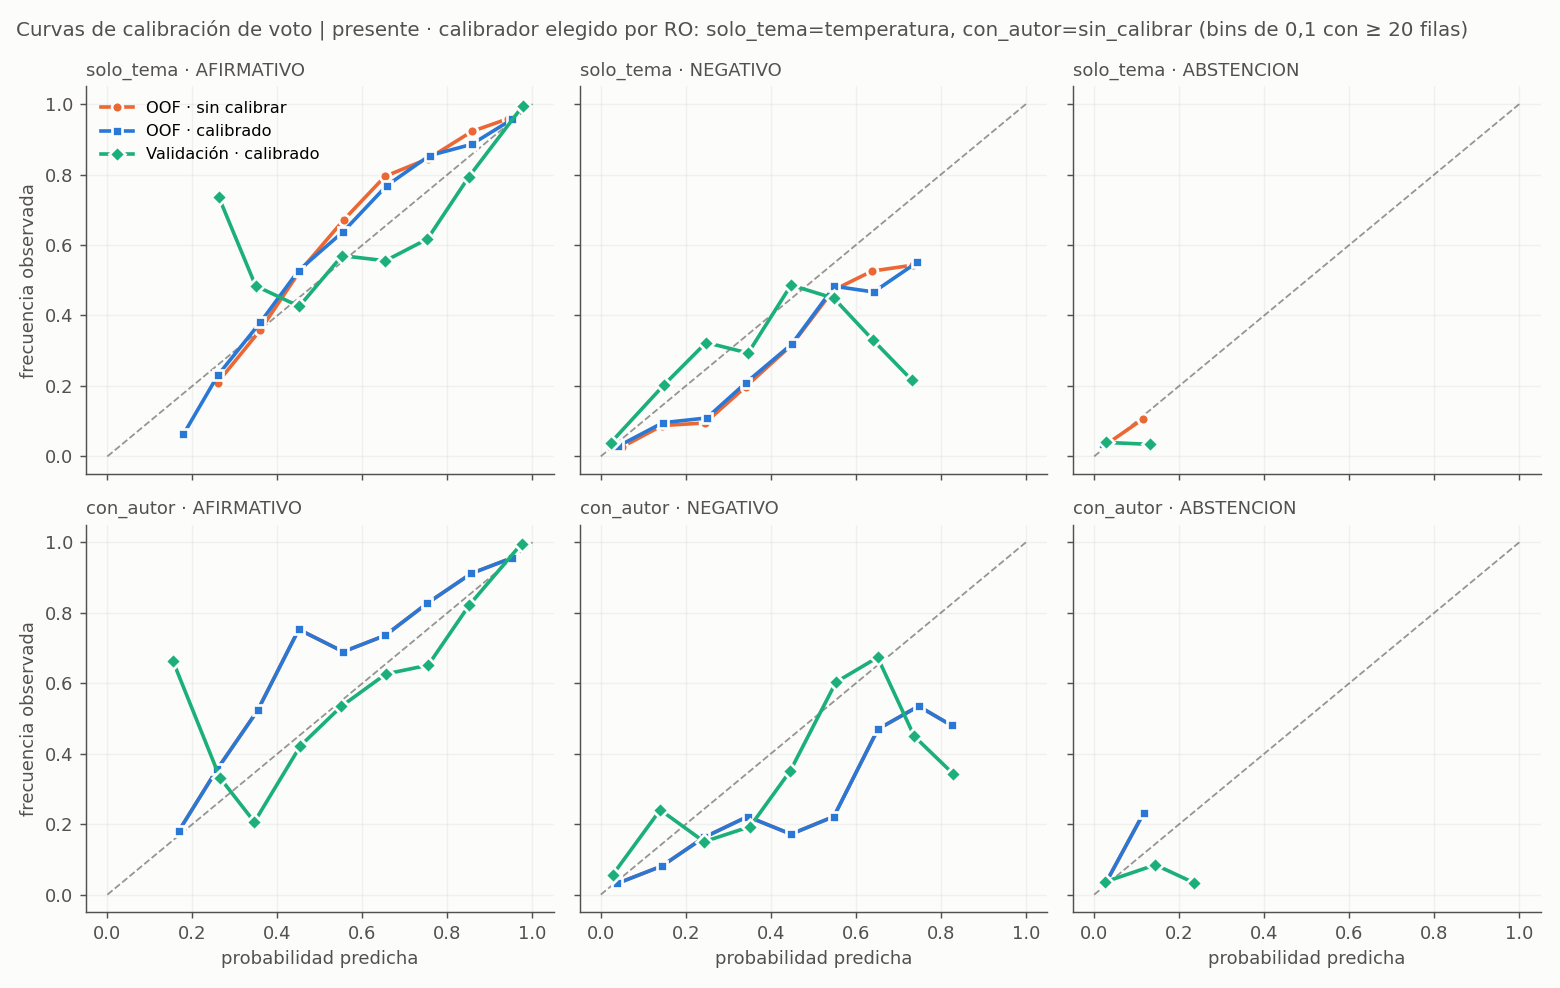 Curvas de calibración de voto | presente · calibrador elegido por RO: solo_tema=temperatura, con_autor=sin_calibrar (bins de 0,1 con ≥ 20 filas)
solo_tema · AFIRMATIVO
solo_tema · NEGATIVO
solo_tema · ABSTENCION
OOF · sin calibrar
OOF · calibrado
Validación · calibrado
frecuencia observada
1.0
0.8
0.6
0.4
0.2
0.0
con_autor · AFIRMATIVO
con_autor · NEGATIVO
con_autor · ABSTENCION
frecuencia observada
1.0
0.8
0.6
0.4
0.2
0.0
0.0 0.2 0.4 0.6 0.8 1.0
0.0 0.2 0.4 0.6 0.8 1.0
0.0 0.2 0.4 0.6 0.8 1.0
probabilidad predicha
probabilidad predicha
probabilidad predicha